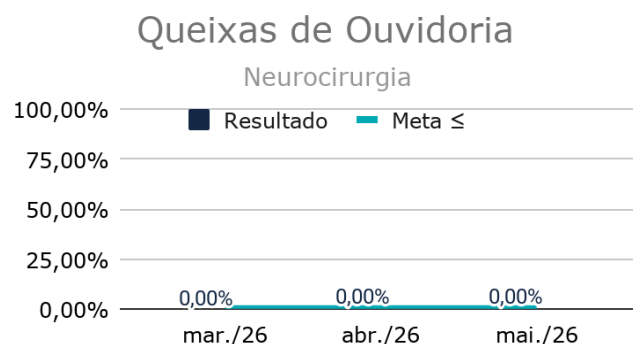 Queixas de Ouvidoria
Neurocirurgia
100,00%
Resultado
Meta ≤
75,00%
50,00%
25,00%
0,00%
0,00%
0,00%
0,00%
mar./26
abr./26
mai./26